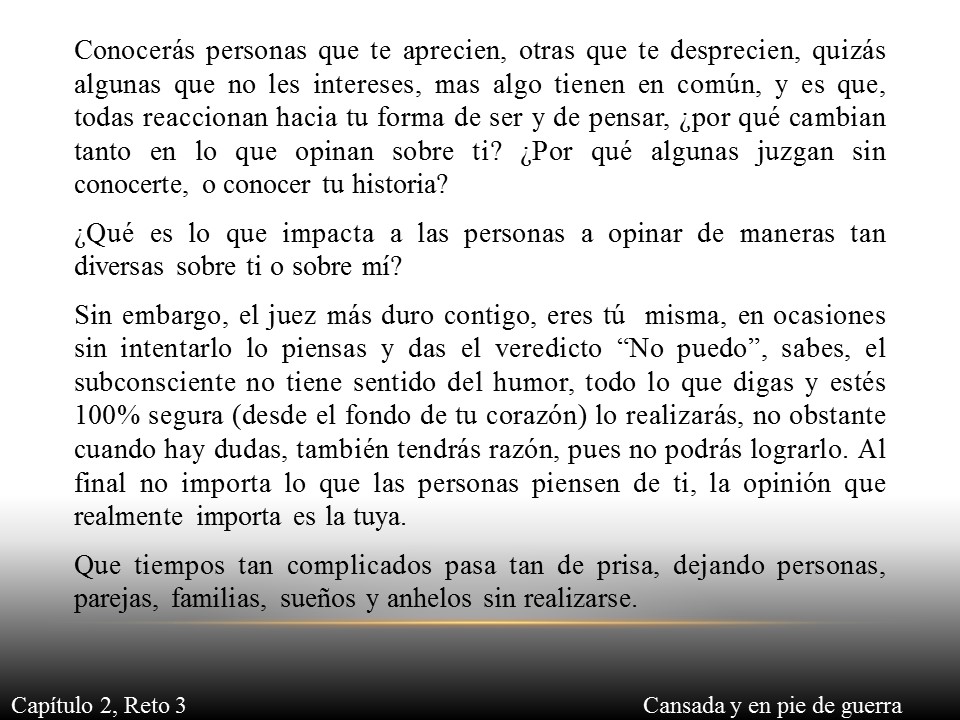 Conocerás personas que te aprecien, otras que te desprecien, quizás
algunas que no les intereses, mas algo tienen en común, y es que,
todas reaccionan hacia tu forma de ser y de pensar, ¿por qué cambian
tanto en lo que opinan sobre ti? ¿Por qué algunas juzgan sin
conocerte, o conocer tu historia?
¿Qué es lo que impacta a las personas a opinar de maneras tan
diversas sobre ti o sobre mí?
Sin embargo, el juez más duro contigo, eres tú misma, en ocasiones
sin intentarlo lo piensas y das el veredicto “No puedo”, sabes, el
subconsciente no tiene sentido del humor, todo lo que digas y estés
100% segura (desde el fondo de tu corazón) lo realizarás, no obstante
cuando hay dudas, también tendrás razón, pues no podrás lograrlo. Al
final no importa lo que las personas piensen de ti, la opinión que
realmente importa es la tuya.
Que tiempos tan complicados pasa tan de prisa, dejando personas,
parejas, familias, sueños y anhelos sin realizarse.
Capítulo 2, Reto 3
Cansada y en pie de guerra